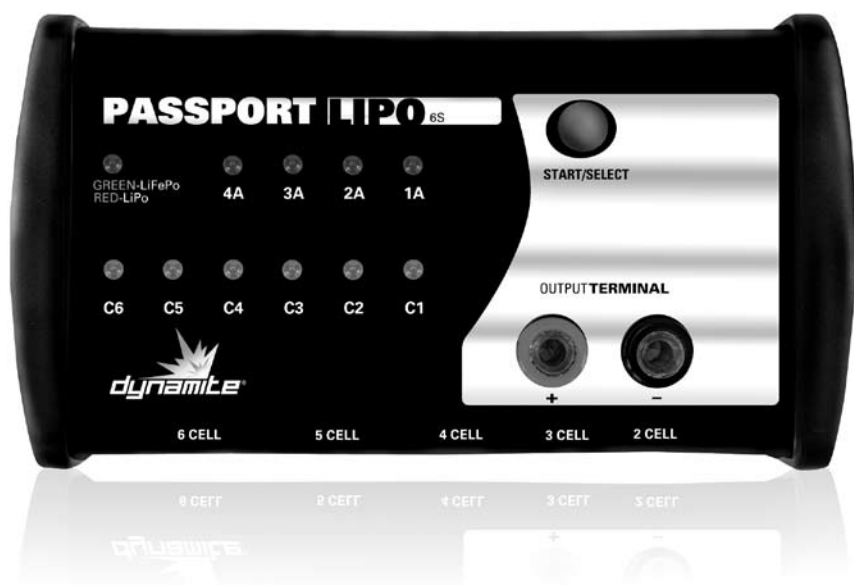 PASSPORT LIPO 6S
START/SELECT
GREEN-LiFePo
RED-LiPo
4A 3A 2A 1A
C6 C5 C4 C3 C2 C1
OUTPUT TERMINAL
dynamite®
+ −
6 CELL 5 CELL 4 CELL 3 CELL 2 CELL